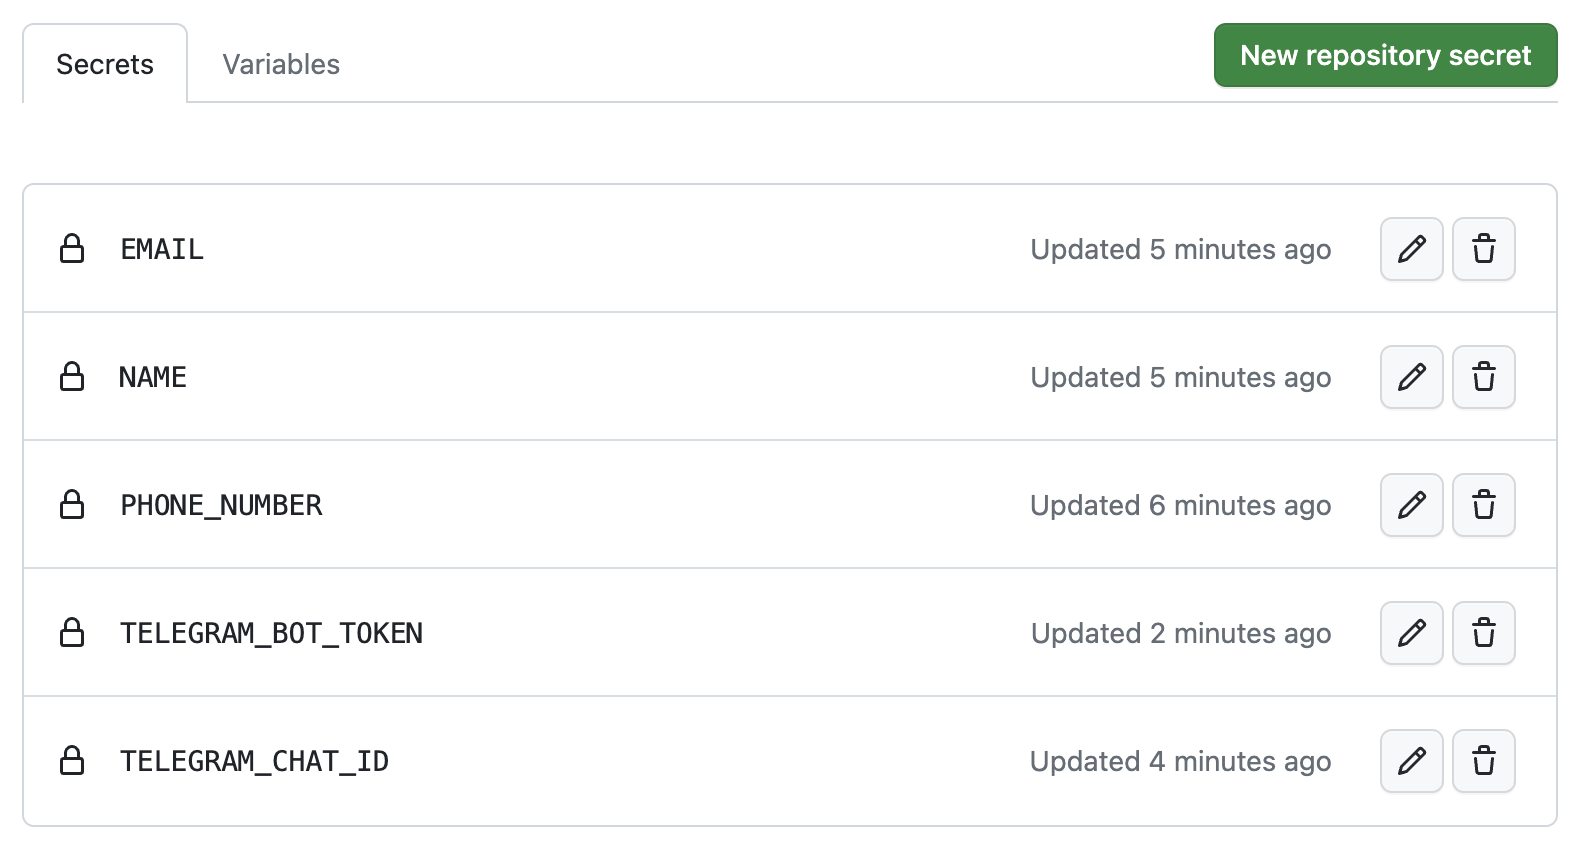 Secrets
Variables
New repository secret
EMAIL Updated 5 minutes ago
NAME Updated 5 minutes ago
PHONE_NUMBER Updated 6 minutes ago
TELEGRAM_BOT_TOKEN Updated 2 minutes ago
TELEGRAM_CHAT_ID Updated 4 minutes ago